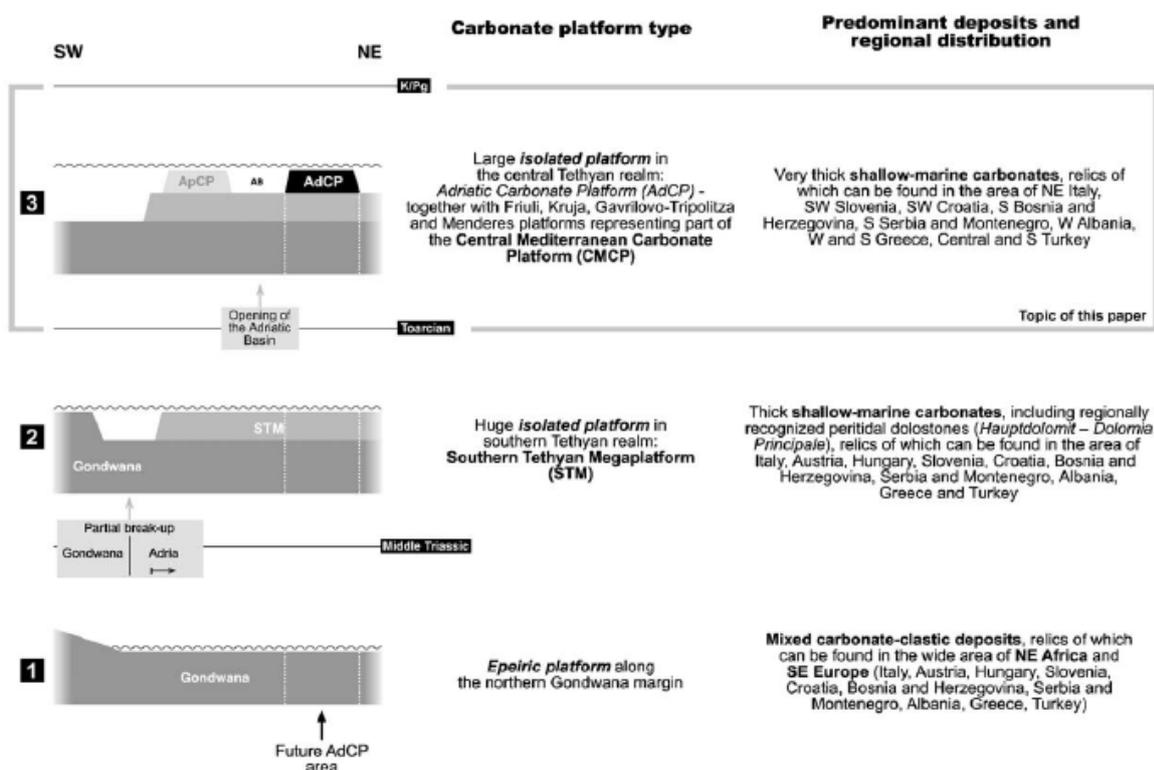 Carbonate platform type
Predominant deposits and
regional distribution
SW
NE
K/Pg
3
ApCP
AB
AdCP
Large isolated platform in
the central Tethyan realm:
Adriatic Carbonate Platform (AdCP) -
together with Friuli, Kruja, Gavrilovo-Tripolitza
and Menderes platforms representing part of
the Central Mediterranean Carbonate
Platform (CMCP)
Very thick shallow-marine carbonates, relics of
which can be found in the area of NE Italy,
SW Slovenia, SW Croatia, S Bosnia and
Herzegovina, S Serbia and Montenegro, W Albania,
W and S Greece, Central and S Turkey
Opening of
the Adriatic
Basin
Toarcian
Topic of this paper
2
STM
Gondwana
Huge isolated platform in
southern Tethyan realm:
Southern Tethyan Megaplatform
(STM)
Thick shallow-marine carbonates, including regionally
recognized peritidal dolostones (Hauptdolomit – Dolomia
Principale), relics of which can be found in the area of
Italy, Austria, Hungary, Slovenia, Croatia, Bosnia and
Herzegovina, Serbia and Montenegro, Albania,
Greece and Turkey
Partial break-up
Gondwana
Adria
Middle Triassic
1
Gondwana
Epeiric platform along
the northern Gondwana margin
Mixed carbonate-clastic deposits, relics of which
can be found in the wide area of NE Africa and
SE Europe (Italy, Austria, Hungary, Slovenia,
Croatia, Bosnia and Herzegovina, Serbia and
Montenegro, Albania, Greece, Turkey)
Future AdCP
area